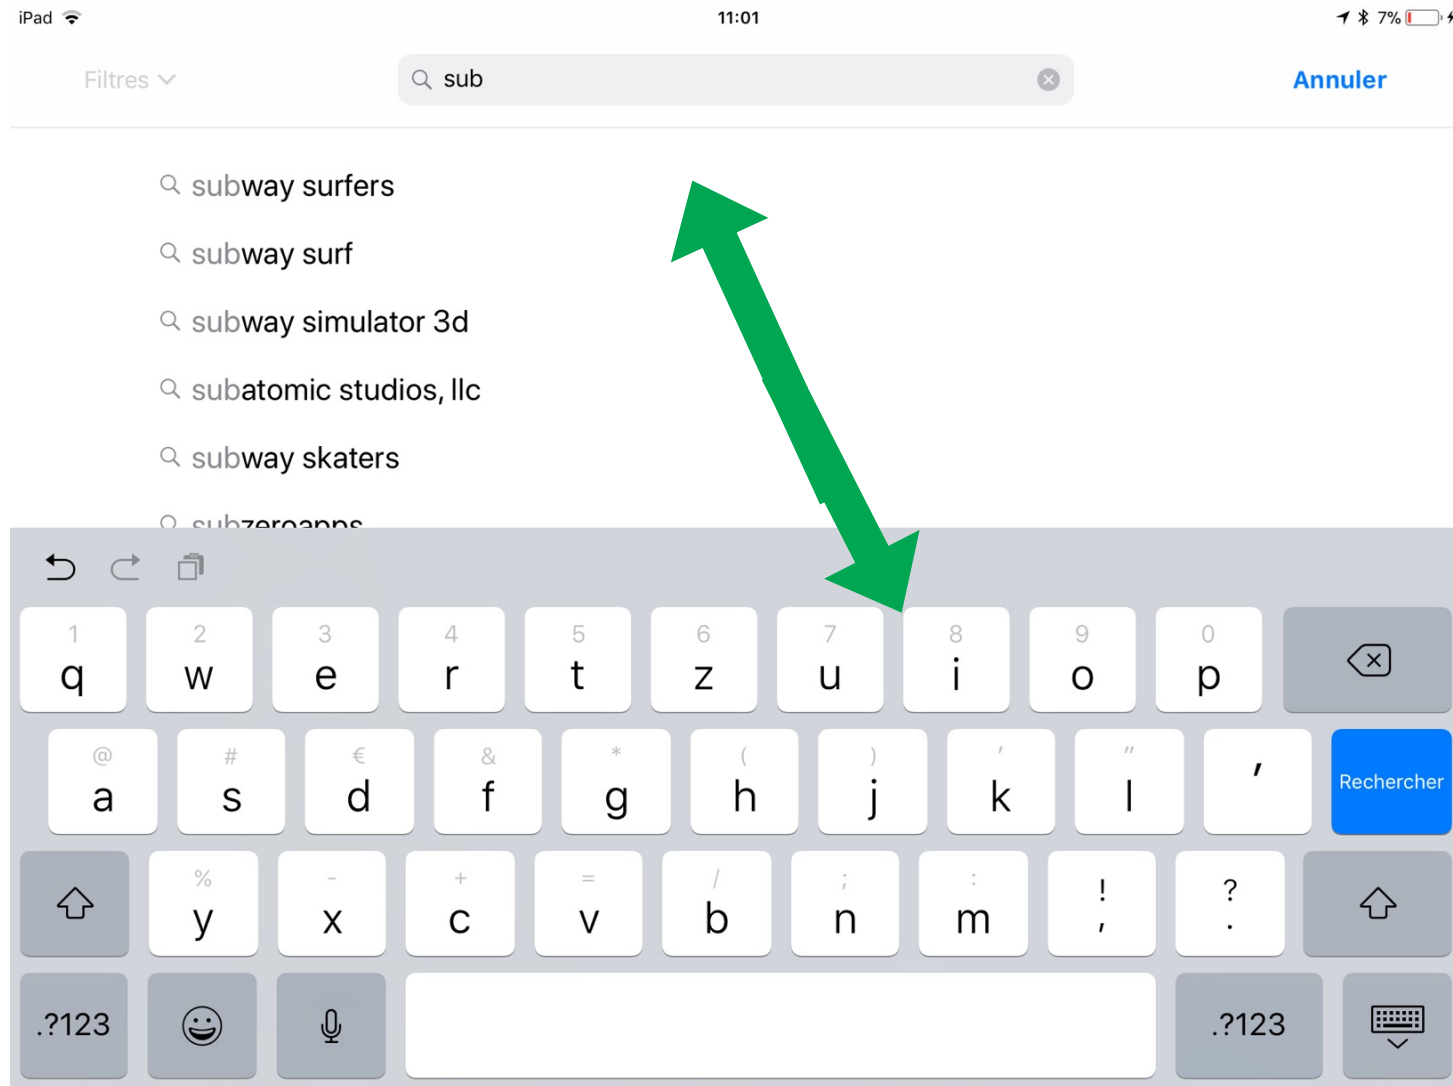 iPad 11:01 7%
Filtres sub Annuler
subway surfers
subway surf
subway simulator 3d
subatomic studios, llc
subway skaters
subzeroapps
1 2 3 4 5 6 7 8 9 0
q w e r t z u i o p
@ # € & * ( ) ' "
a s d f g h j k l ' Rechercher
% - + = / ; : ! ?
y x c v b n m , .
.?123 .?123